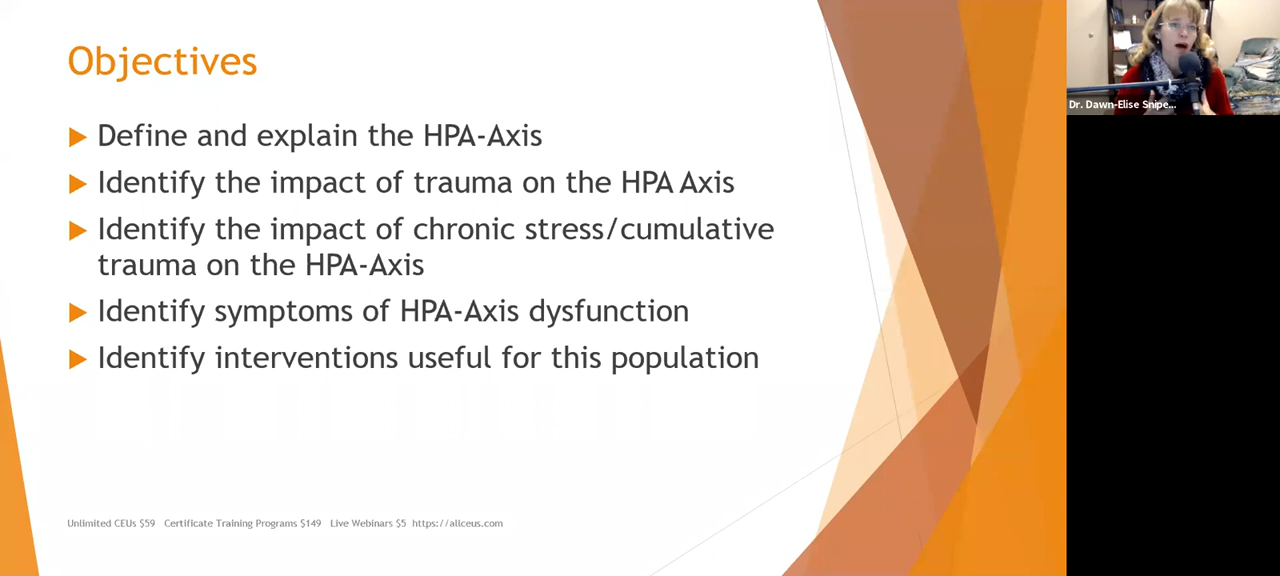 Objectives
Define and explain the HPA-Axis
Identify the impact of trauma on the HPA Axis
Identify the impact of chronic stress/cumulative
trauma on the HPA-Axis
Identify symptoms of HPA-Axis dysfunction
Identify interventions useful for this population
Unlimited CEUs $59 Certificate Training Programs $149 Live Webinars $5 https://allceus.com
Dr. Dawn-Elise Snipe...